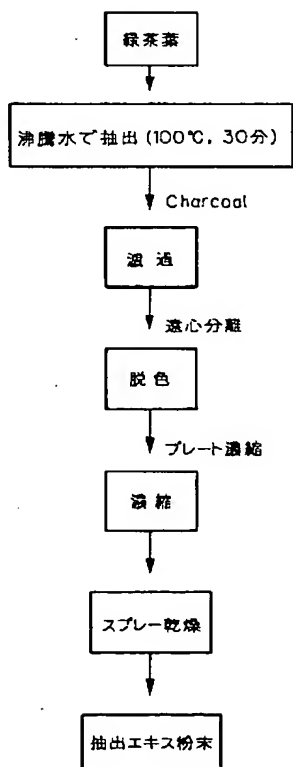 緑茶葉
沸騰水で抽出(100℃, 30分)
Charcoal
濾過
遠心分離
脱色
プレート濃縮
濃縮
スプレー乾燥
抽出エキス粉末